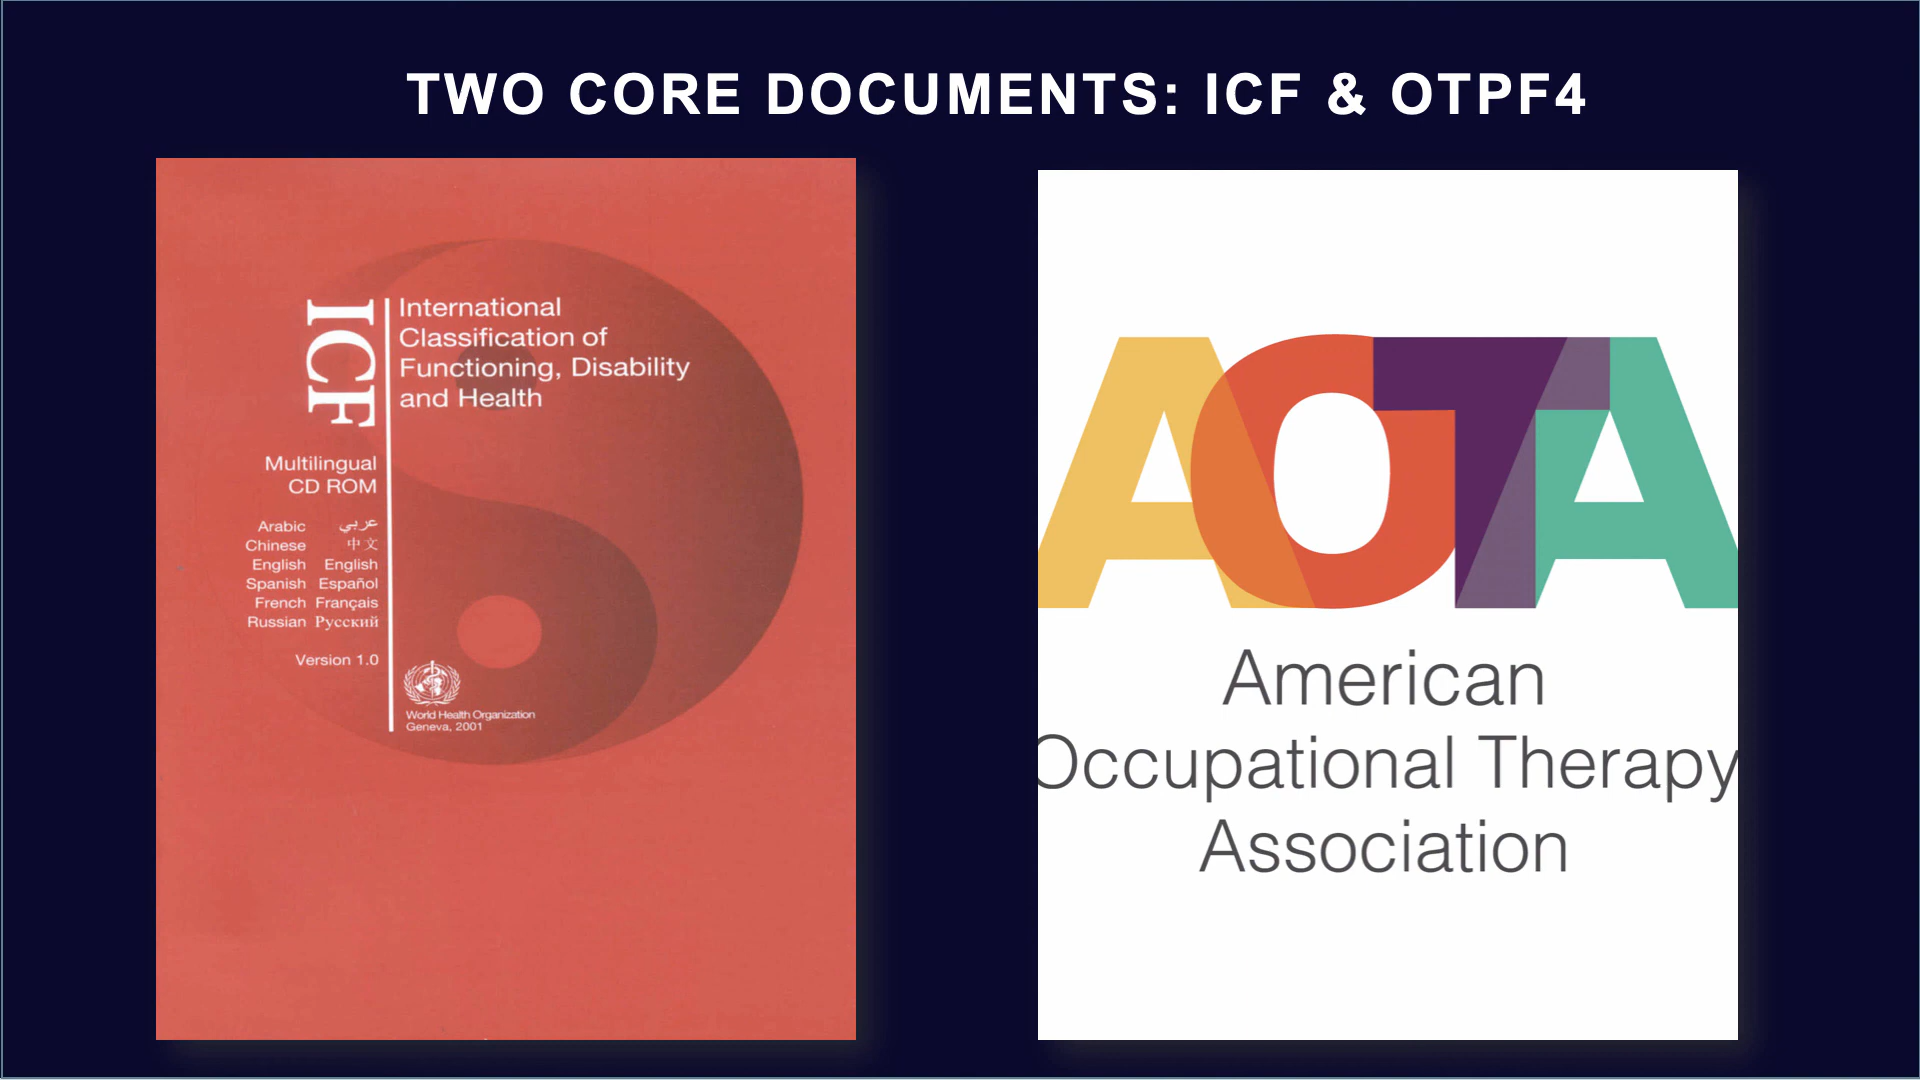 TWO CORE DOCUMENTS: ICF & OTPF4
ICF
International
Classification of
Functioning, Disability
and Health
Multilingual
CD ROM
Arabic عربي
Chinese 中文
English English
Spanish Español
French Français
Russian Русский
Version 1.0
World Health Organization
Geneva, 2001
AOTA
American
Occupational Therapy
Association